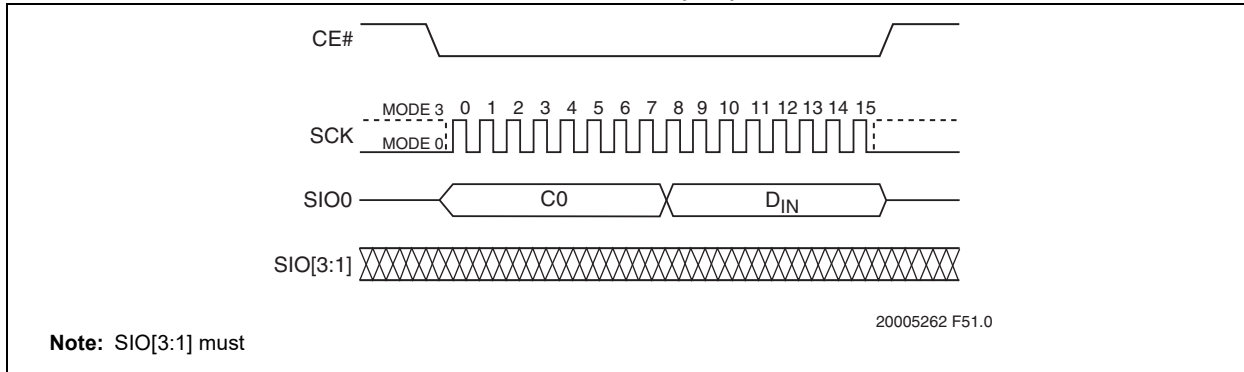 CE#
MODE 3 0 1 2 3 4 5 6 7 8 9 10 11 12 13 14 15
SCK
MODE 0
SIO0 C0 DIN
SIO[3:1]
20005262 F51.0
Note: SIO[3:1] must